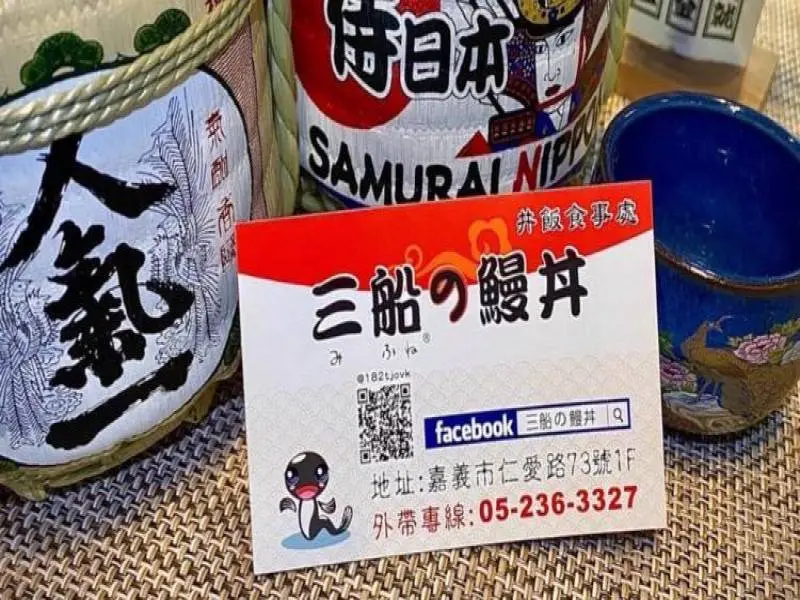 人氣一
侍日本
SAMURAI NIPPO
丼飯食事處
三船の鰻丼
みふね®
@182tjovk
facebook 三船の鰻丼
地址:嘉義市仁愛路73號1F
外帶專線:05-236-3327